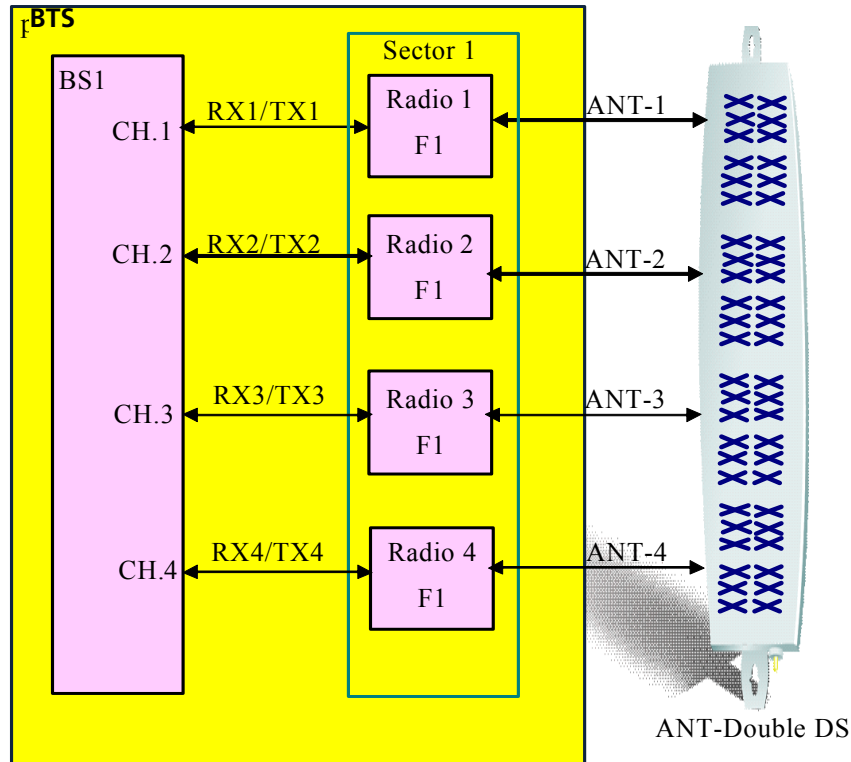 BTS
Sector 1
BS1
Radio 1
F1
CH.1
RX1/TX1
ANT-1
Radio 2
F1
CH.2
RX2/TX2
ANT-2
Radio 3
F1
CH.3
RX3/TX3
ANT-3
Radio 4
F1
CH.4
RX4/TX4
ANT-4
ANT-Double DS